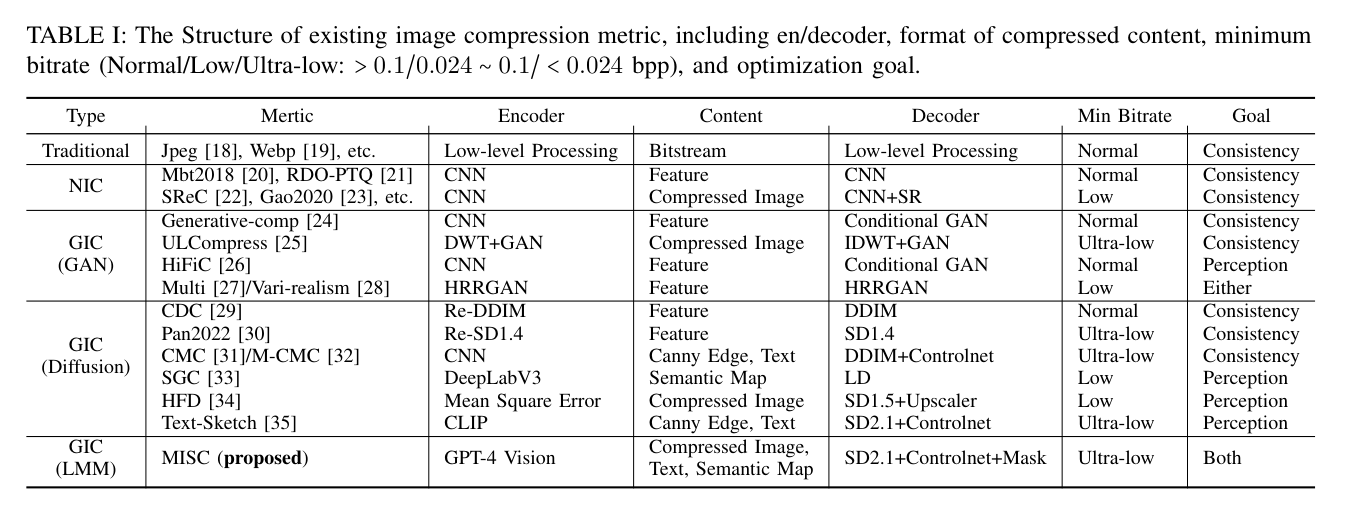 TABLE I: The Structure of existing image compression metric, including en/decoder, format of compressed content, minimum
bitrate (Normal/Low/Ultra-low: > 0.1/0.024 ~ 0.1/ < 0.024 bpp), and optimization goal.
Type Mertic Encoder Content Decoder Min Bitrate Goal
Traditional Jpeg [18], Webp [19], etc. Low-level Processing Bitstream Low-level Processing Normal Consistency
NIC
Mbt2018 [20], RDO-PTQ [21] CNN Feature CNN Normal Consistency
SReC [22], Gao2020 [23], etc. CNN Compressed Image CNN+SR Low Consistency
GIC
(GAN)
Generative-comp [24] CNN Feature Conditional GAN Normal Consistency
ULCompress [25] DWT+GAN Compressed Image IDWT+GAN Ultra-low Consistency
HiFiC [26] CNN Feature Conditional GAN Normal Perception
Multi [27]/Vari-realism [28] HRRGAN Feature HRRGAN Low Either
GIC
(Diffusion)
CDC [29] Re-DDIM Feature DDIM Normal Consistency
Pan2022 [30] Re-SD1.4 Feature SD1.4 Ultra-low Consistency
CMC [31]/M-CMC [32] CNN Canny Edge, Text DDIM+Controlnet Ultra-low Consistency
SGC [33] DeepLabV3 Semantic Map LD Low Perception
HFD [34] Mean Square Error Compressed Image SD1.5+Upscaler Low Perception
Text-Sketch [35] CLIP Canny Edge, Text SD2.1+Controlnet Ultra-low Perception
GIC
(LMM)
MISC (proposed) GPT-4 Vision Compressed Image,
Text, Semantic Map SD2.1+Controlnet+Mask Ultra-low Both